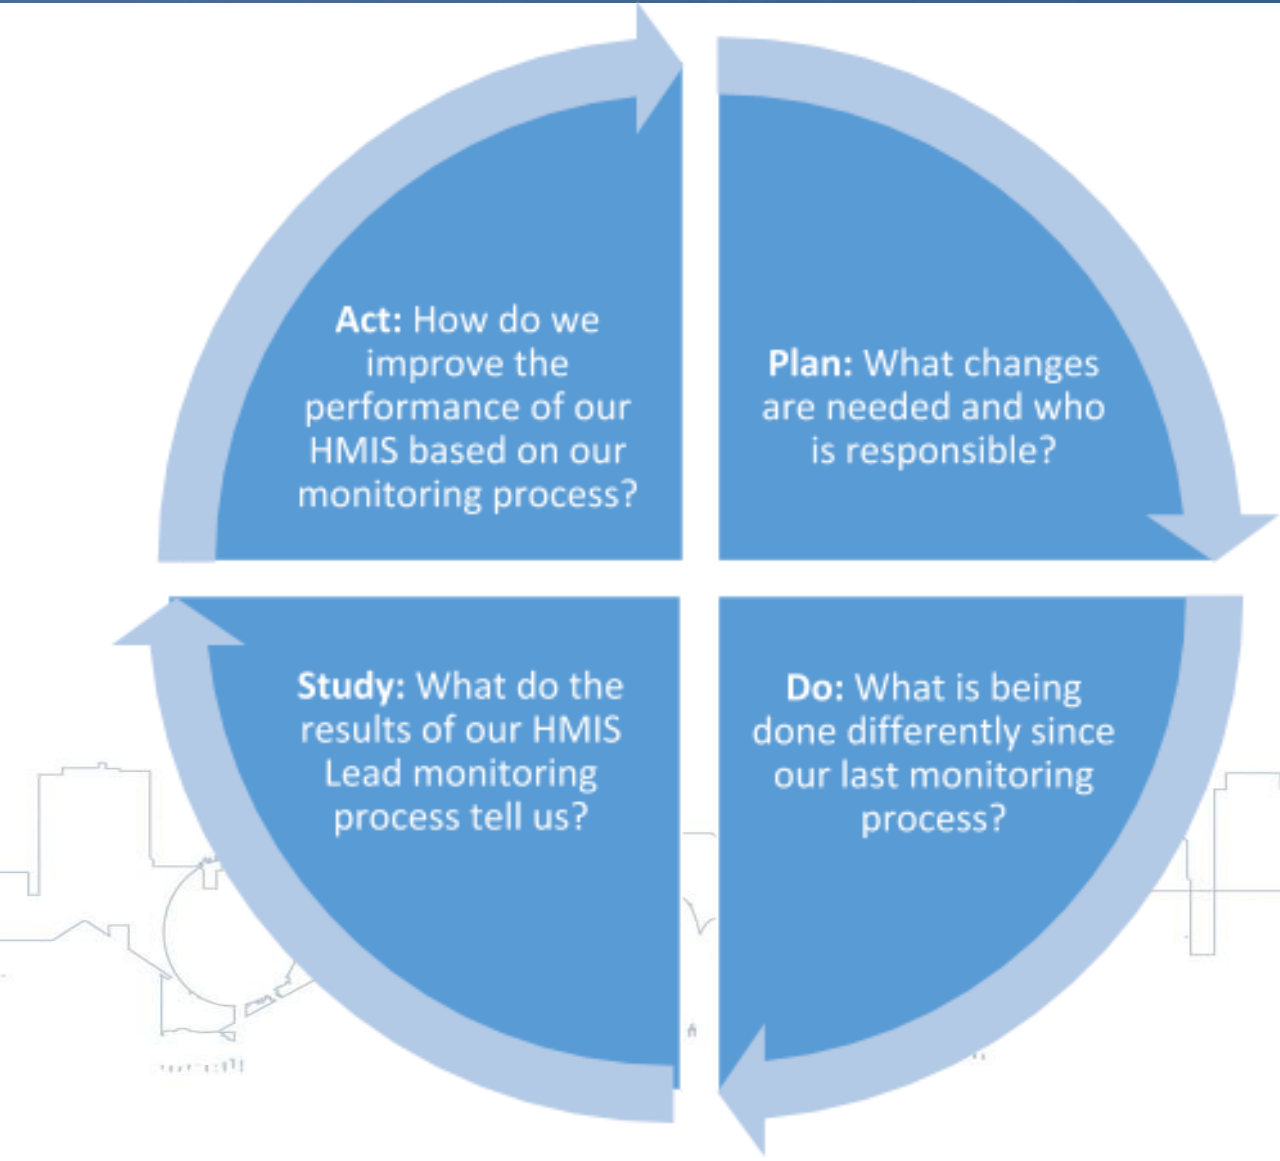 Act: How do we
improve the
performance of our
HMIS based on our
monitoring process?
Plan: What changes
are needed and who
is responsible?
Study: What do the
results of our HMIS
Lead monitoring
process tell us?
Do: What is being
done differently since
our last monitoring
process?